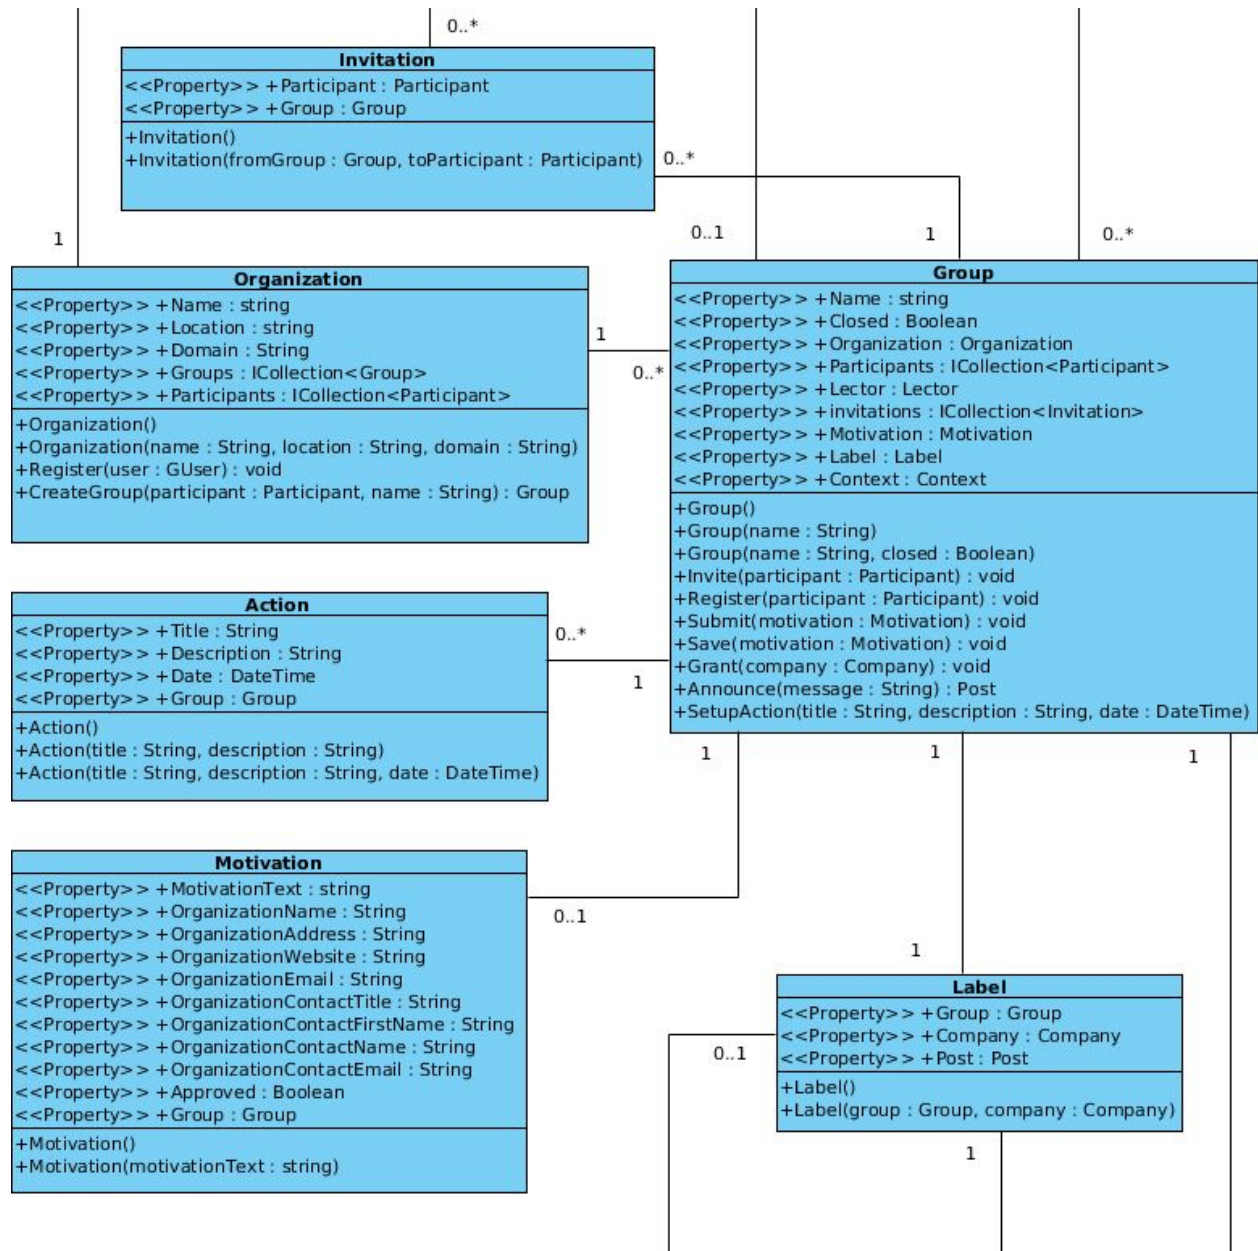 0..*
Invitation
<<Property>> +Participant : Participant
<<Property>> +Group : Group
+Invitation()
+Invitation(fromGroup : Group, toParticipant : Participant)
0..*
1
0..1
1
0..*
Organization
<<Property>> +Name : string
<<Property>> +Location : string
<<Property>> +Domain : String
<<Property>> +Groups : ICollection<Group>
<<Property>> +Participants : ICollection<Participant>
+Organization()
+Organization(name : String, location : String, domain : String)
+Register(user : GUser) : void
+CreateGroup(participant : Participant, name : String) : Group
1
0..*
Group
<<Property>> +Name : string
<<Property>> +Closed : Boolean
<<Property>> +Organization : Organization
<<Property>> +Participants : ICollection<Participant>
<<Property>> +Lector : Lector
<<Property>> +invitations : ICollection<Invitation>
<<Property>> +Motivation : Motivation
<<Property>> +Label : Label
<<Property>> +Context : Context
+Group()
+Group(name : String)
+Group(name : String, closed : Boolean)
+Invite(participant : Participant) : void
+Register(participant : Participant) : void
+Submit(motivation : Motivation) : void
+Save(motivation : Motivation) : void
+Grant(company : Company) : void
+Announce(message : String) : Post
+SetupAction(title : String, description : String, date : DateTime)
Action
<<Property>> +Title : String
<<Property>> +Description : String
<<Property>> +Date : DateTime
<<Property>> +Group : Group
+Action()
+Action(title : String, description : String)
+Action(title : String, description : String, date : DateTime)
0..*
1
1
1
1
Motivation
<<Property>> +MotivationText : string
<<Property>> +OrganizationName : String
<<Property>> +OrganizationAddress : String
<<Property>> +OrganizationWebsite : String
<<Property>> +OrganizationEmail : String
<<Property>> +OrganizationContactTitle : String
<<Property>> +OrganizationContactFirstName : String
<<Property>> +OrganizationContactName : String
<<Property>> +OrganizationContactEmail : String
<<Property>> +Approved : Boolean
<<Property>> +Group : Group
+Motivation()
+Motivation(motivationText : string)
0..1
1
Label
<<Property>> +Group : Group
<<Property>> +Company : Company
<<Property>> +Post : Post
+Label()
+Label(group : Group, company : Company)
0..1
1